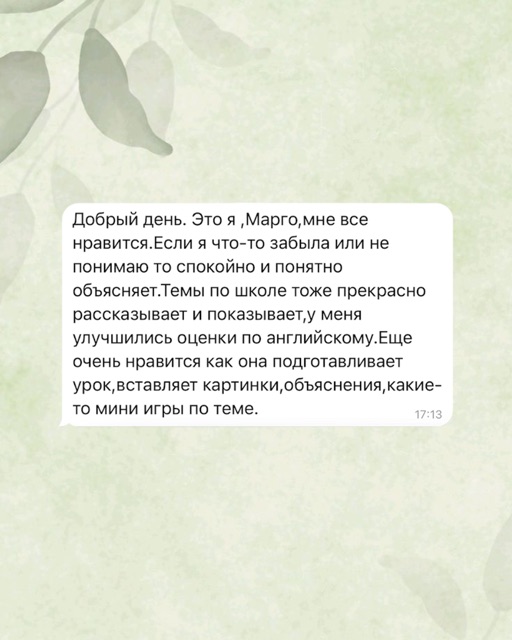 Добрый день. Это я ,Марго,мне все
нравится.Если я что-то забыла или не
понимаю то спокойно и понятно
объясняет.Темы по школе тоже прекрасно
рассказывает и показывает,у меня
улучшились оценки по английскому.Еще
очень нравится как она подготавливает
урок,вставляет картинки,объяснения,какие-
то мини игры по теме.
17:13